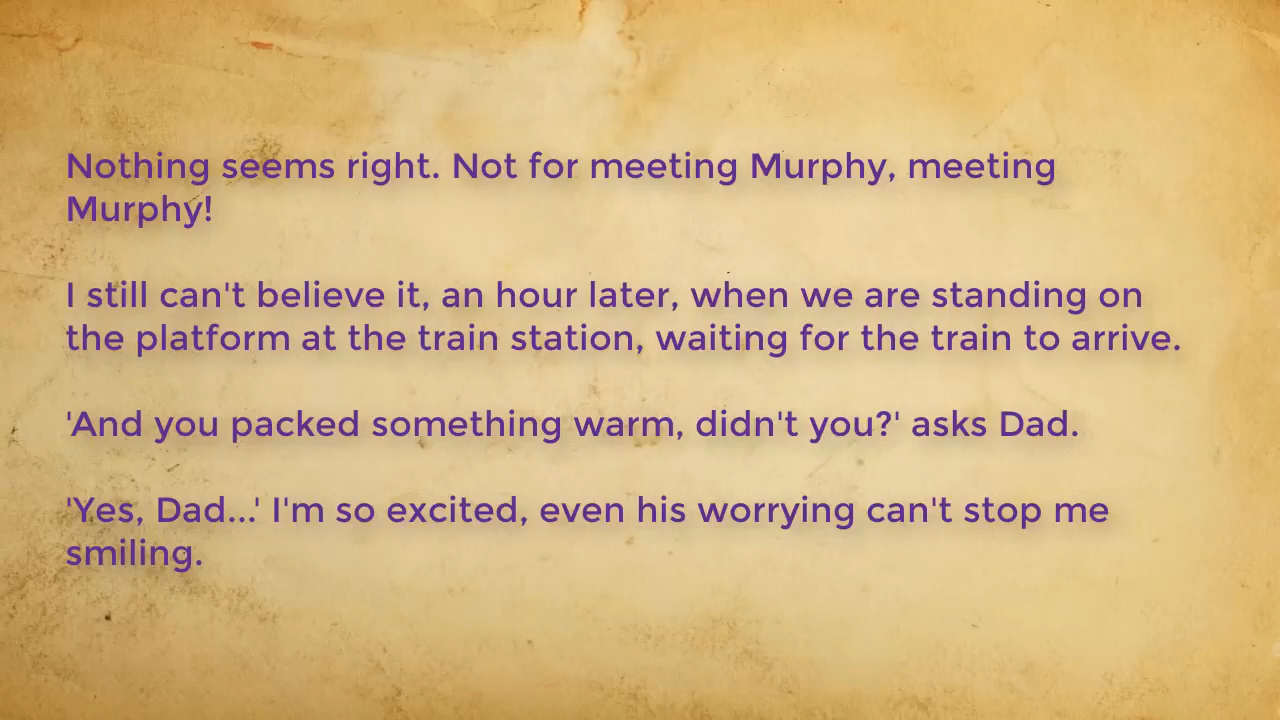 Nothing seems right. Not for meeting Murphy, meeting
Murphy!
I still can't believe it, an hour later, when we are standing on
the platform at the train station, waiting for the train to arrive.
'And you packed something warm, didn't you?' asks Dad.
'Yes, Dad...' I'm so excited, even his worrying can't stop me
smiling.